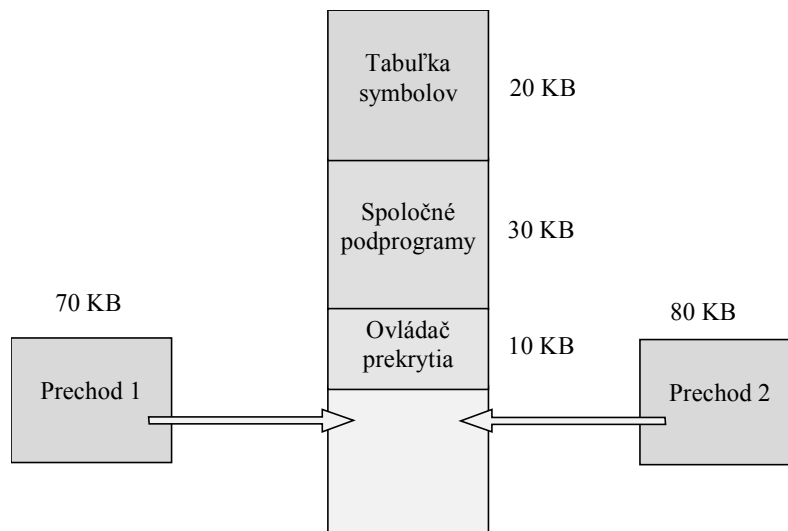 Tabuľka
symbolov
20 KB
Spoločné
podprogramy
30 KB
70 KB
Ovládač
prekrytia
10 KB
80 KB
Prechod 1
Prechod 2